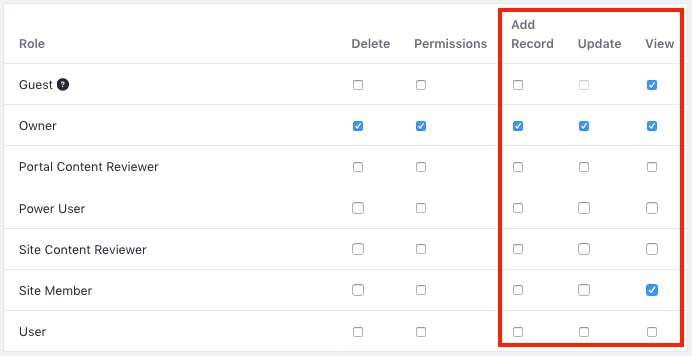 Role Delete Permissions Add Record Update View
Guest ?
Owner
Portal Content Reviewer
Power User
Site Content Reviewer
Site Member
User